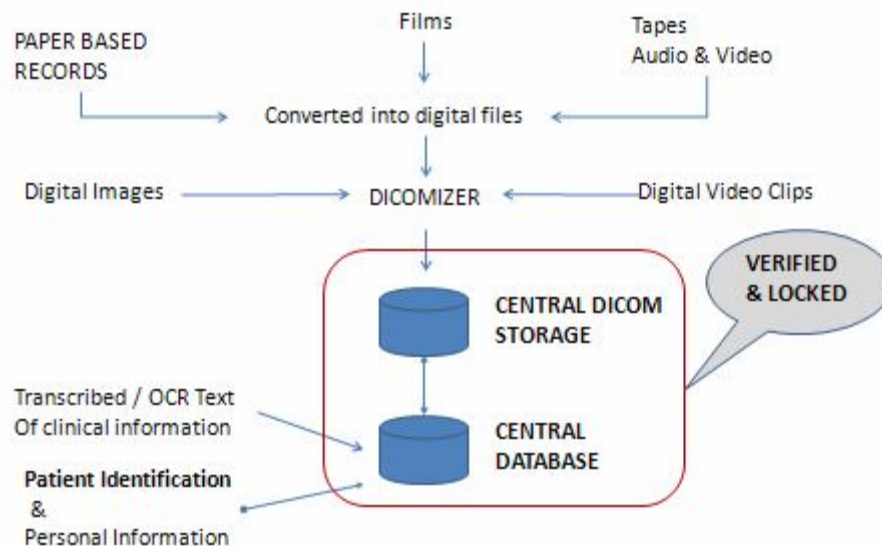 Films
PAPER BASED
RECORDS
Tapes
Audio & Video
Converted into digital files
Digital Images
DICOMIZER
Digital Video Clips
VERIFIED
& LOCKED
CENTRAL DICOM
STORAGE
Transcribed / OCR Text
Of clinical information
CENTRAL
DATABASE
Patient Identification
&
Personal Information